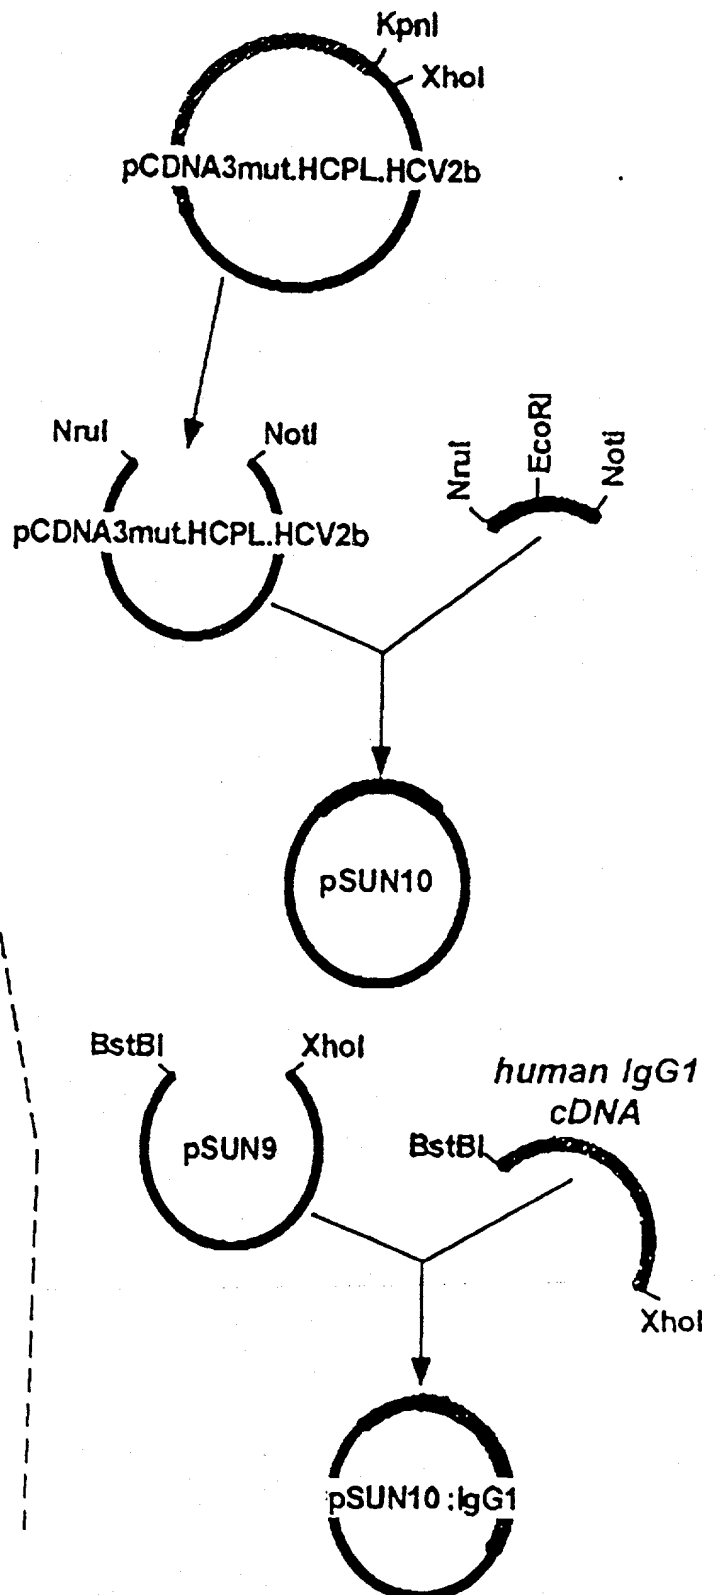 KpnI
XhoI
pCDNA3mut.HCPL.HCV2b
NruI
NotI
pCDNA3mut.HCPL.HCV2b
NruI
EcoRI
NotI
pSUN10
BstBI
XhoI
pSUN9
human IgG1
cDNA
BstBI
XhoI
pSUN10:IgG1